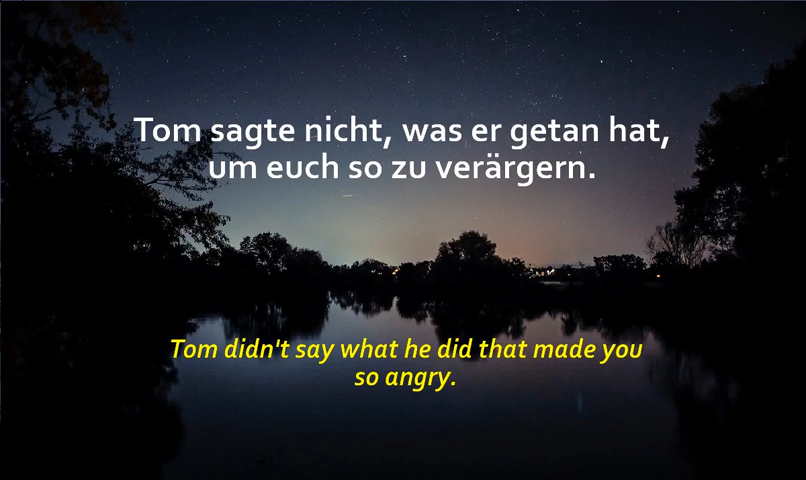 Tom sagte nicht, was er getan hat,
um euch so zu verärgern.
Tom didn't say what he did that made you
so angry.